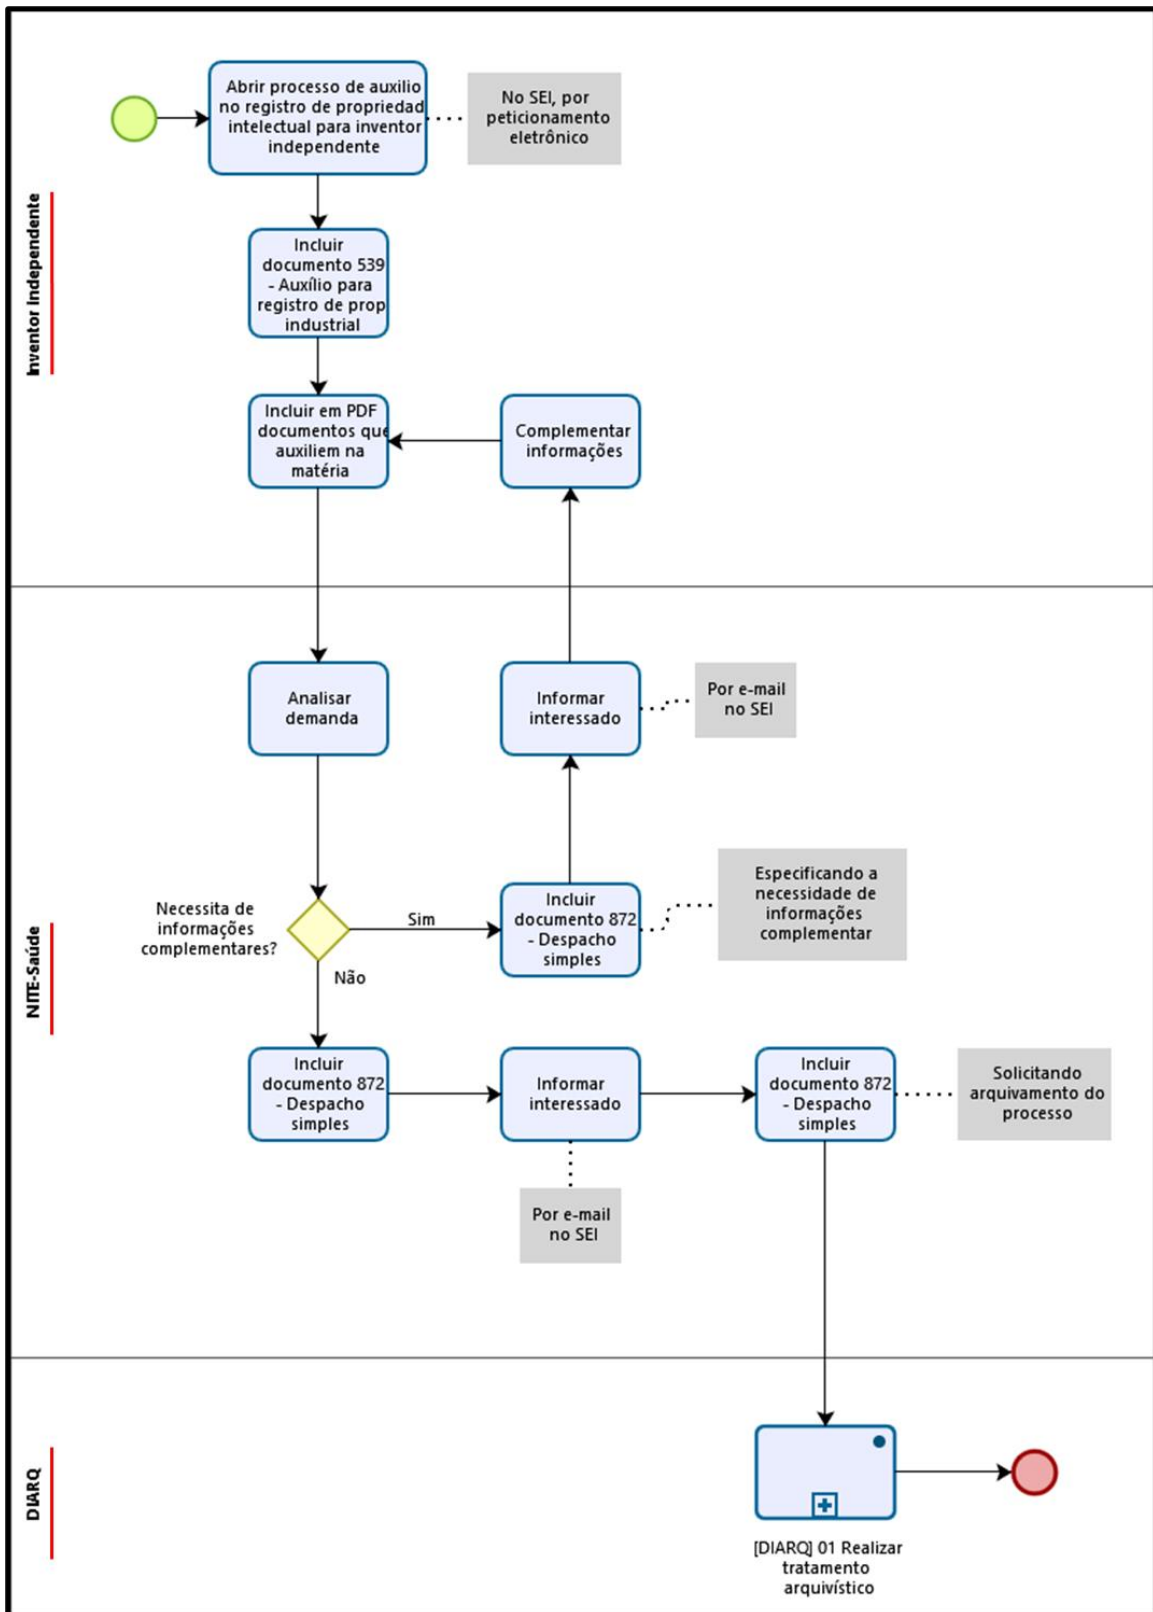 Inventor Independente
Abrir processo de auxilio
no registro de propriedad
intelectual para inventor
independente
No SEI, por
peticionamento
eletrônico
Incluir
documento 539
- Auxílio para
registro de prop
industrial
Incluir em PDF
documentos que
auxiliem na
matéria
Complementar
informações
NITE-Saúde
Analisar
demanda
Informar
interessado
Por e-mail
no SEI
Necessita de
informações
complementares?
Sim
Não
Incluir
documento 872
- Despacho
simples
Especificando a
necessidade de
informações
complementar
Incluir
documento 872
- Despacho
simples
Informar
interessado
Por e-mail
no SEI
Incluir
documento 872
- Despacho
simples
Solicitando
arquivamento do
processo
DIARQ
[DIARQ] 01 Realizar
tratamento
arquivístico